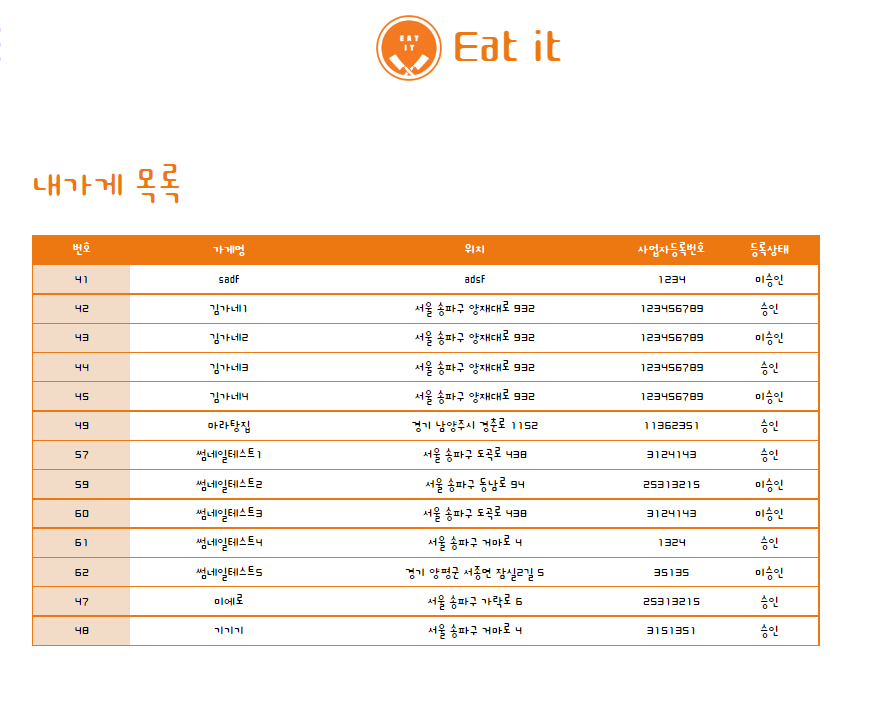 EAT
IT
Eat it
내가게 목록
번호 가게명 위치 사업자등록번호 등록상태
41 sadf adsf 1234 미승인
42 김가네1 서울 송파구 양재대로 932 123456789 승인
43 김가네2 서울 송파구 양재대로 932 123456789 미승인
44 김가네3 서울 송파구 양재대로 932 123456789 승인
45 김가네4 서울 송파구 양재대로 932 123456789 미승인
49 마라탕집 경기 남양주시 경춘로 1152 11362351 승인
57 썸네일테스트1 서울 송파구 도곡로 438 3124143 승인
59 썸네일테스트2 서울 송파구 동남로 94 25313215 미승인
60 썸네일테스트3 서울 송파구 도곡로 438 3124143 미승인
61 썸네일테스트4 서울 송파구 거마로 4 1324 승인
62 썸네일테스트5 경기 양평군 서종면 잠실2길 5 35135 미승인
47 미에로 서울 송파구 가락로 6 25313215 승인
48 기기기 서울 송파구 거마로 4 3151351 승인